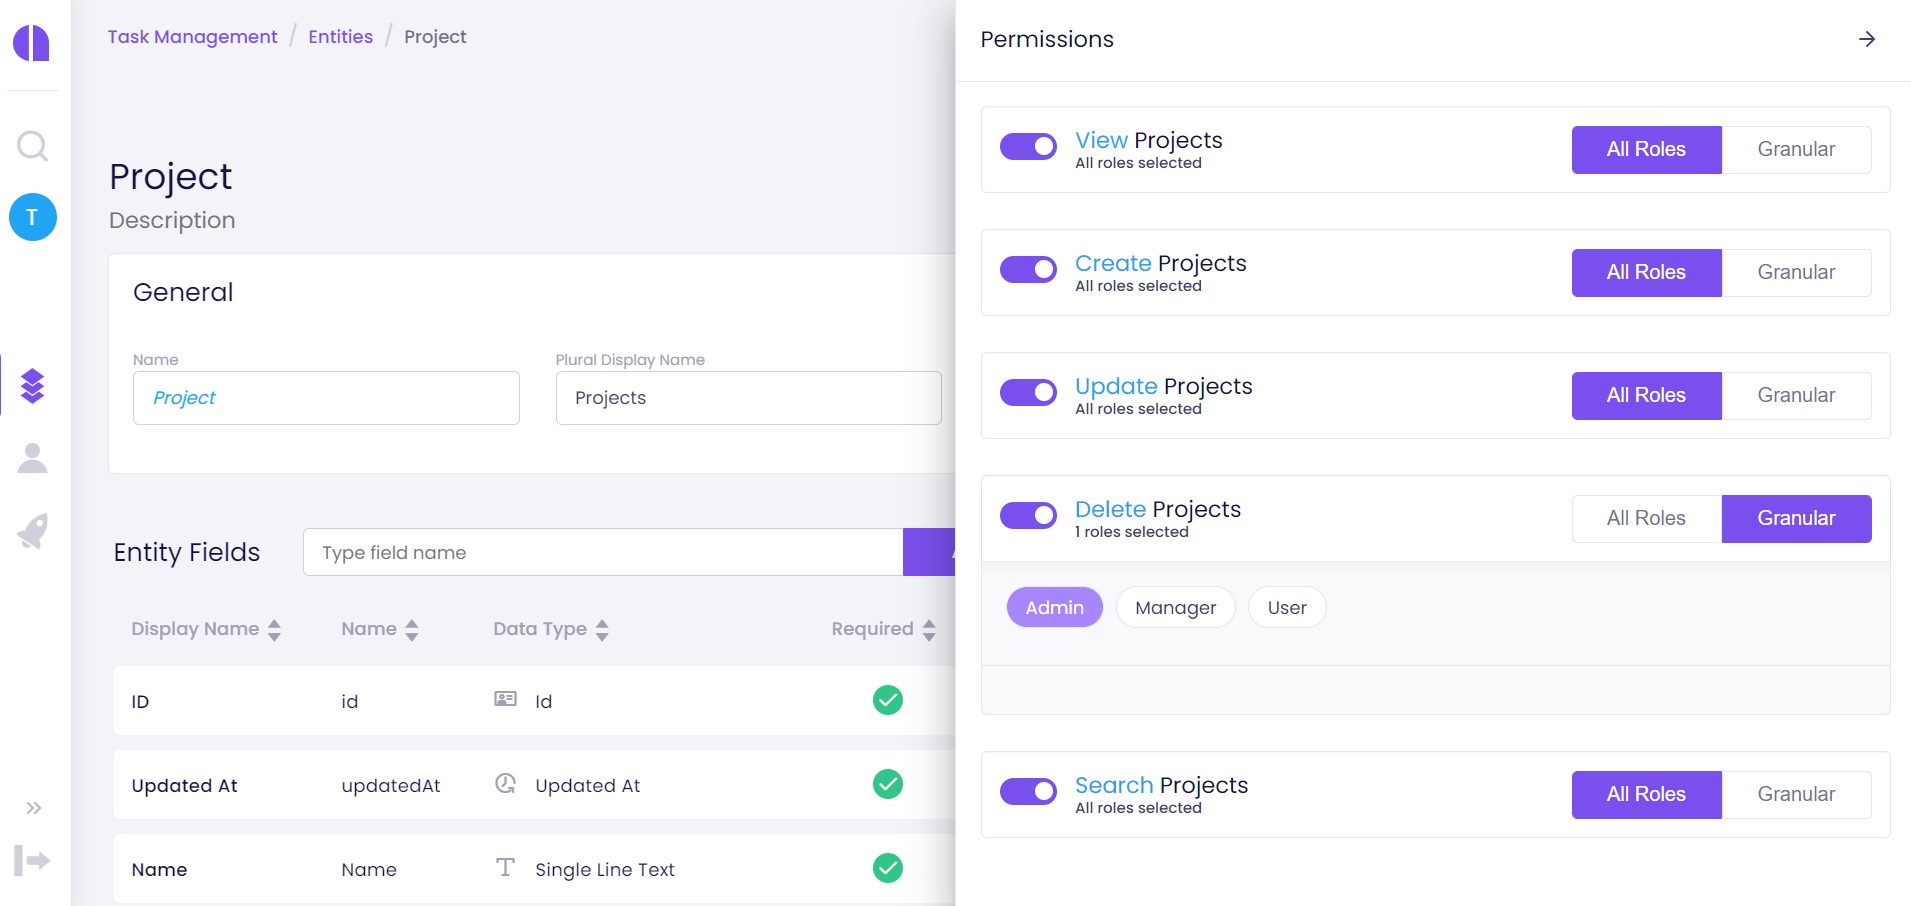 Task Management / Entities / Project
T
Project
Description
General
Name
Project
Plural Display Name
Projects
Entity Fields
Type field name
Display Name
Name
Data Type
Required
ID
id
Id
Updated At
updatedAt
Updated At
Name
Name
Single Line Text
Permissions
View Projects
All roles selected
All Roles
Granular
Create Projects
All roles selected
All Roles
Granular
Update Projects
All roles selected
All Roles
Granular
Delete Projects
1 roles selected
All Roles
Granular
Admin
Manager
User
Search Projects
All roles selected
All Roles
Granular